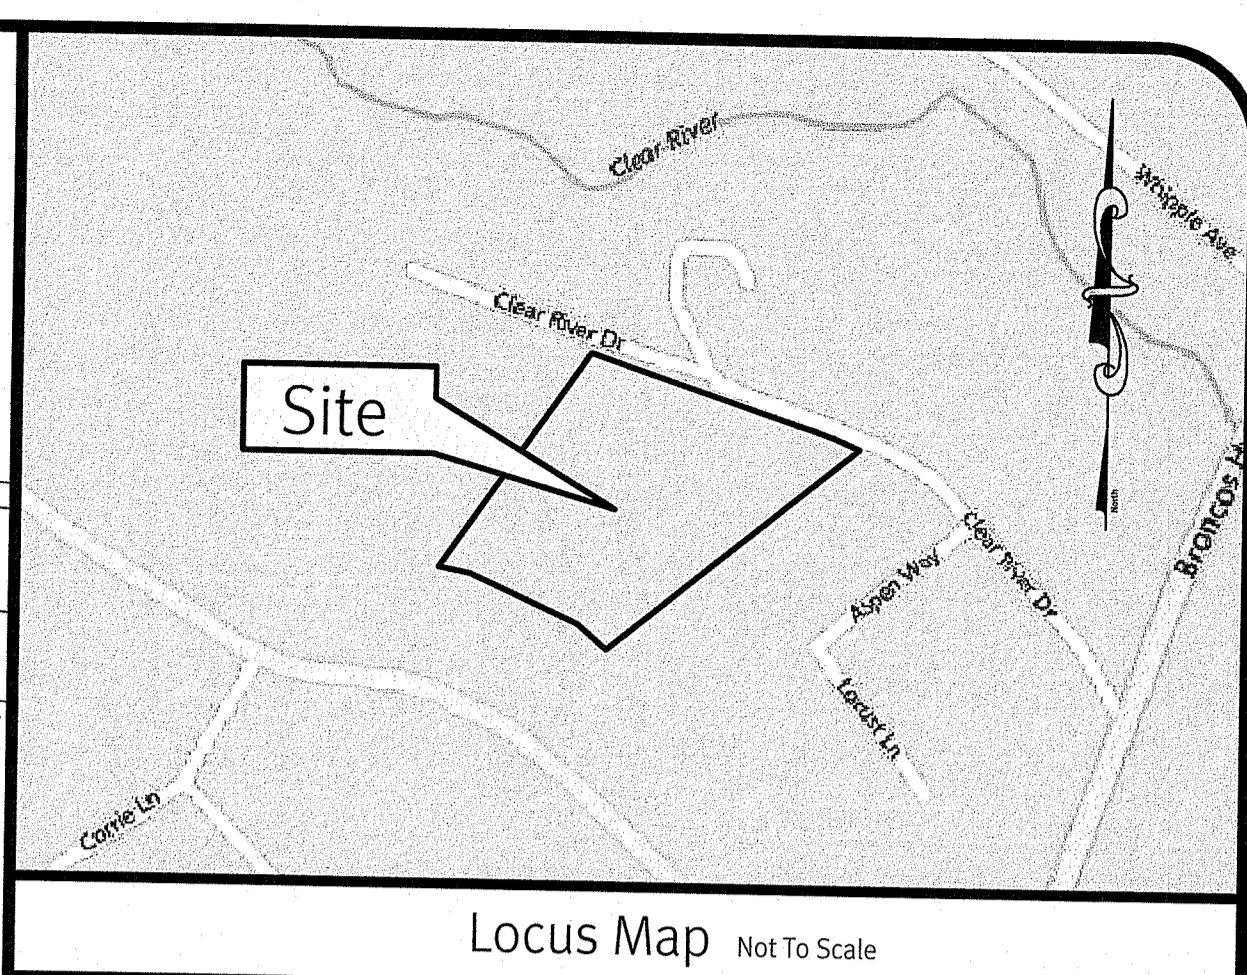 Clear River
Whipple Ave
Clear River Dr
Site
North
Broncos H
Clear River Dr
Aspen Way
Locust Ln
Corrie Ln
Locus Map Not To Scale